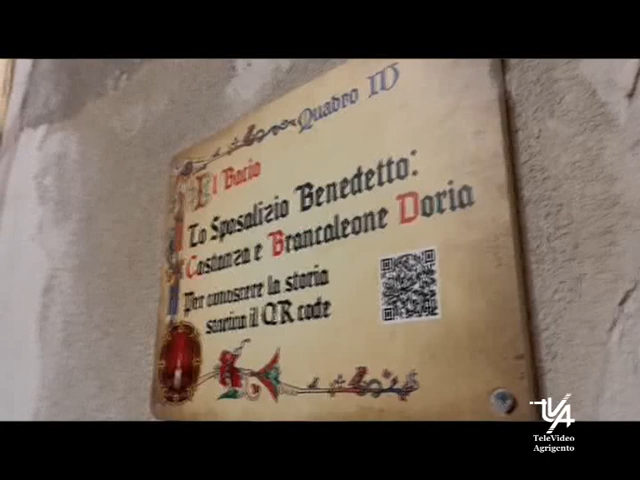 Quadro IV
Il Bacio
Lo Sposalizio Benedetto:
Costanza e Brancaleone Doria
Per conoscere la storia
scarica il QR code
TVA
TeleVideo
Agrigento